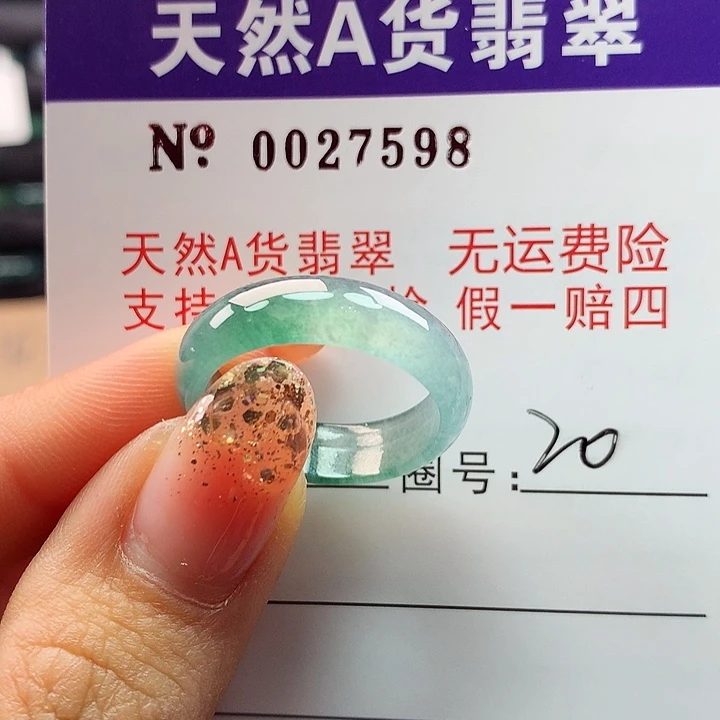 天然A货翡翠
Nº. 0027598
天然A货翡翠 无运费险
支持 检 假一赔四
圈号: 20